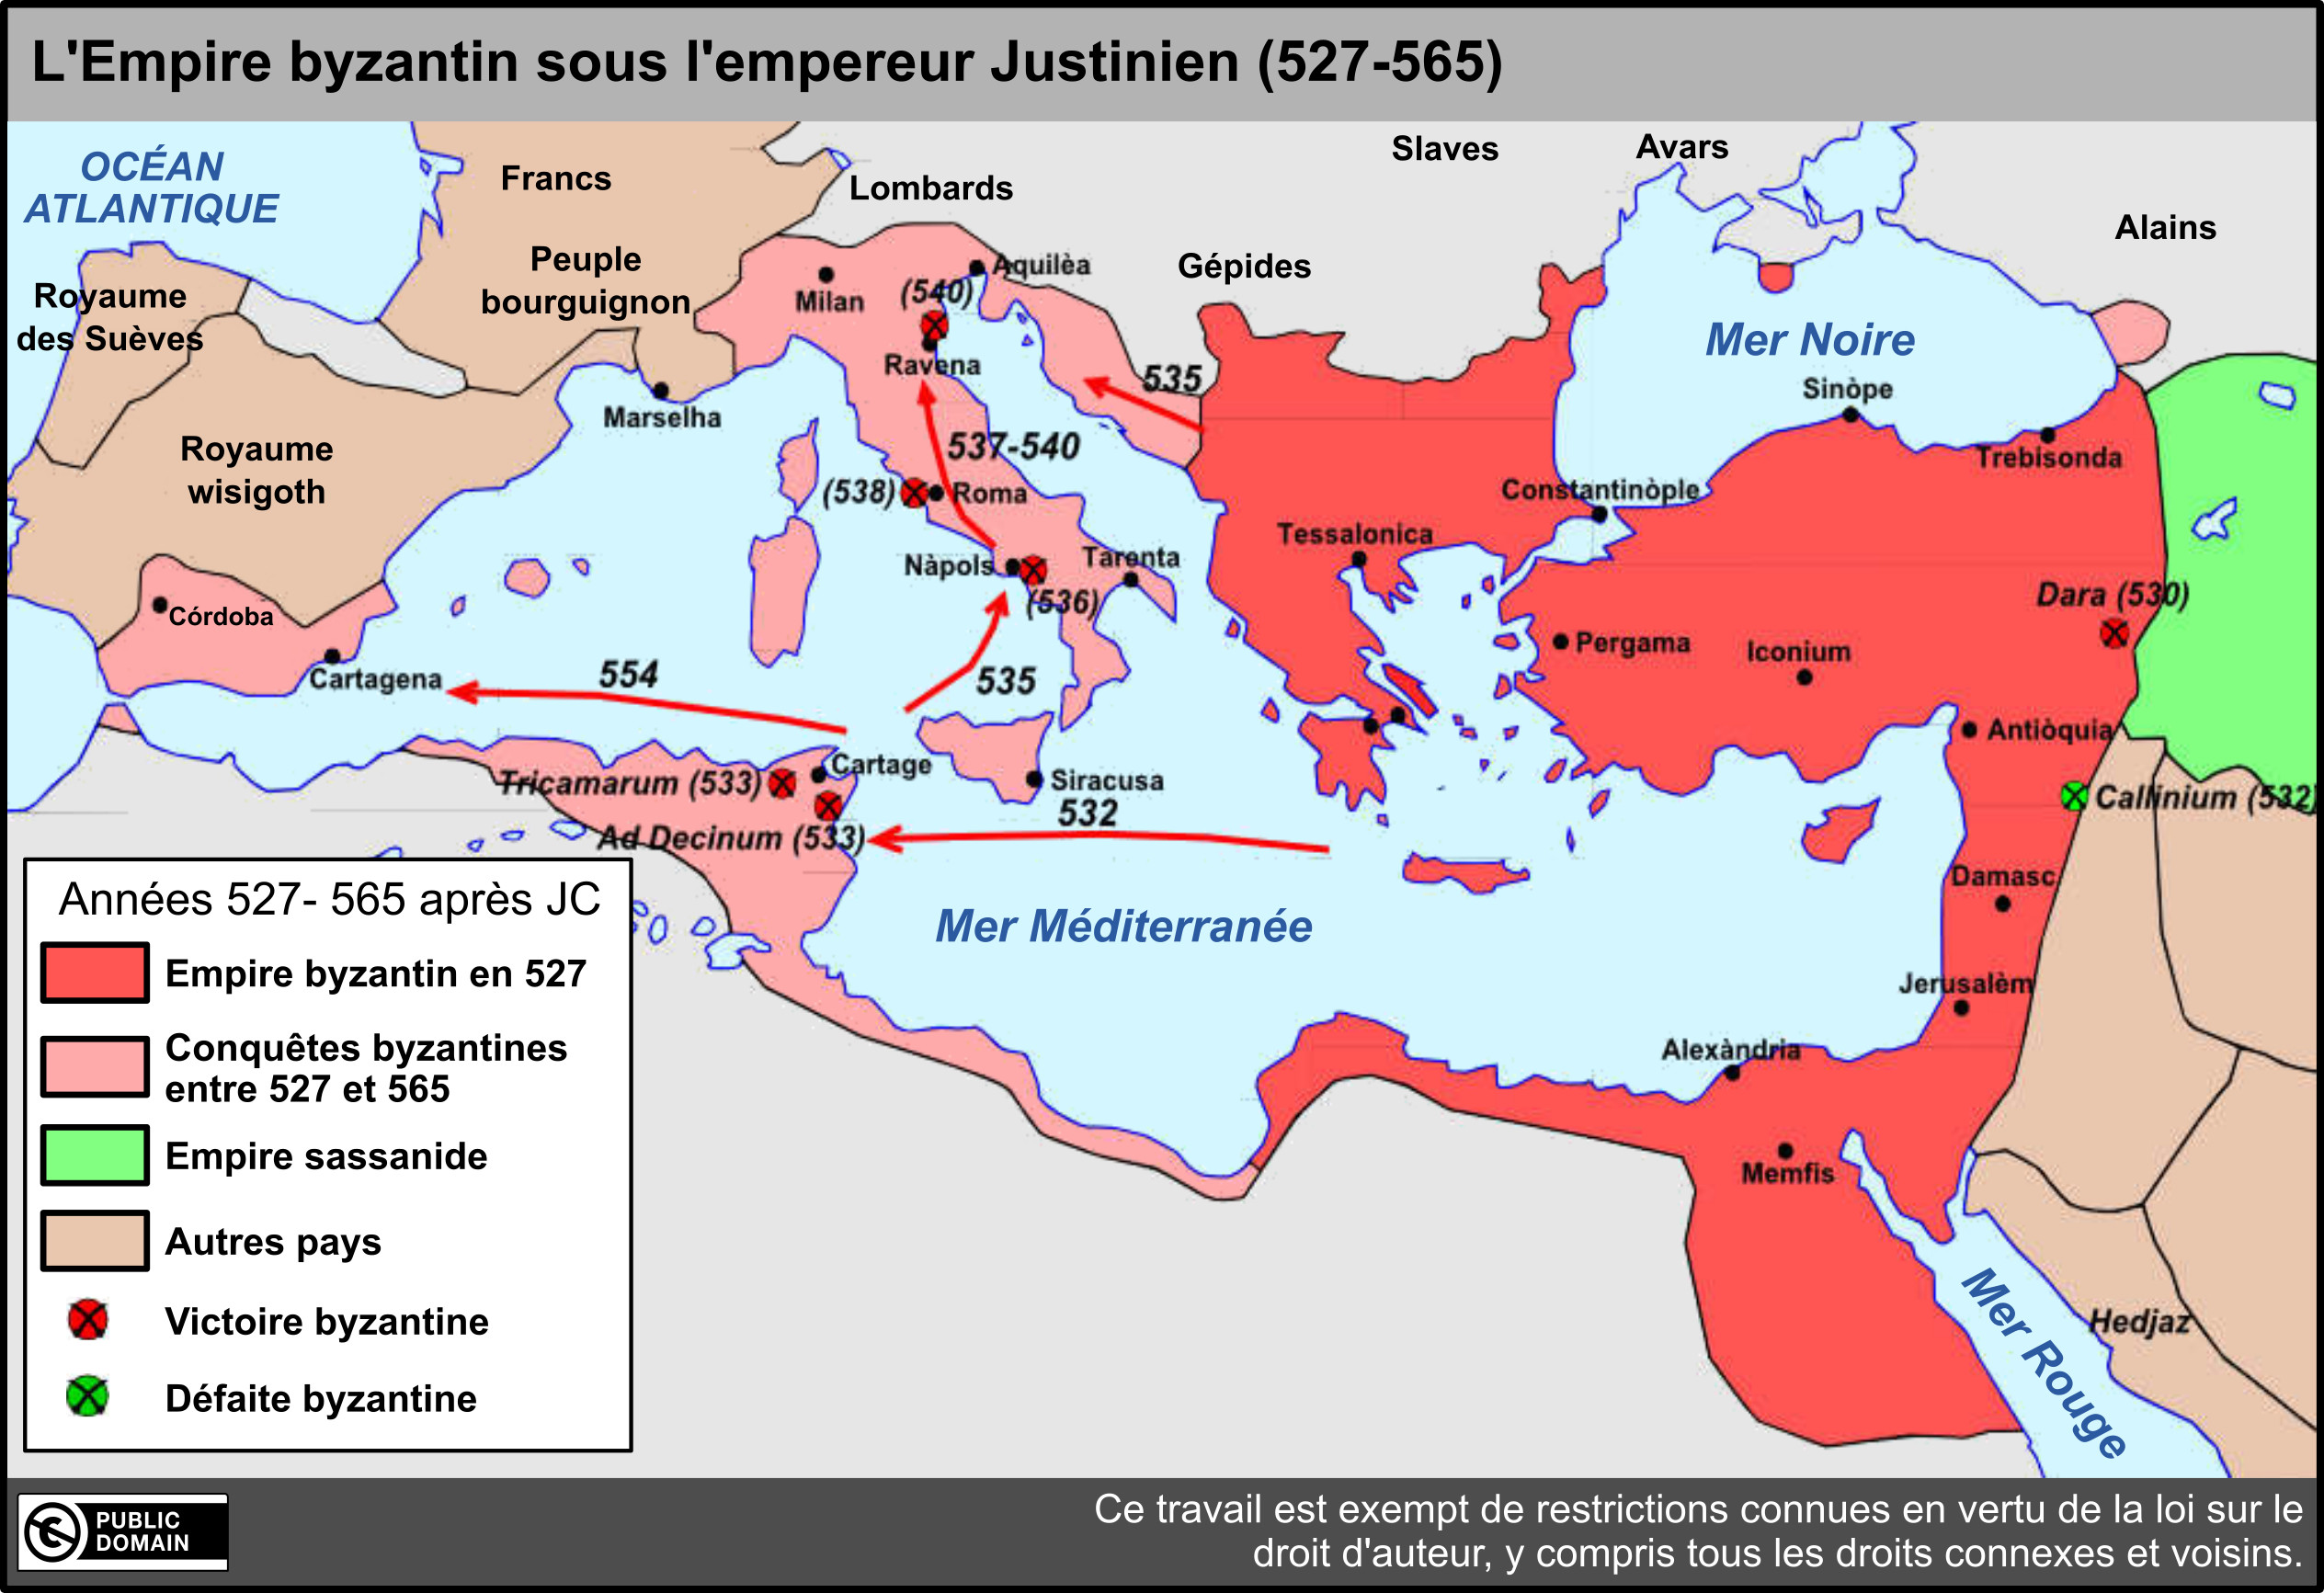 L'Empire byzantin sous l'empereur Justinien (527-565)
OCÉAN
ATLANTIQUE
Francs
Lombards
Slaves
Avars
Alains
Gépides
Peuple
bourguignon
Royaume
des Suèves
Royaume
wisigoth
Milan
Aquilèa
(540)
Ravena
Marselha
535
537-540
(538)
Roma
Nàpols
(536)
Tarenta
Mer Noire
Sinòpe
Trebisonda
Constantinòple
Tessalonica
Dara (530)
Pergama
Iconium
Antiòquia
Callinium (532)
Córdoba
Cartagena
554
535
Cartage
Tricamarum (533)
Siracusa
532
Ad Decinum (533)
Mer Méditerranée
Damasc
Jerusalèm
Alexàndria
Memfis
Mer Rouge
Hedjaz
Années 527- 565 après JC
Empire byzantin en 527
Conquêtes byzantines
entre 527 et 565
Empire sassanide
Autres pays
Victoire byzantine
Défaite byzantine
PUBLIC
DOMAIN
Ce travail est exempt de restrictions connues en vertu de la loi sur le
droit d'auteur, y compris tous les droits connexes et voisins.